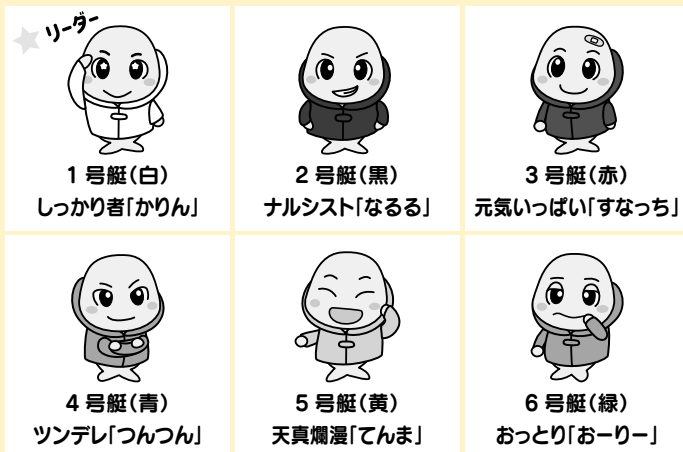 リーダー
1 号艇(白)
しっかり者「かりん」
2 号艇(黒)
ナルシスト「なるる」
3 号艇(赤)
元気いっぱい「すなっち」
4 号艇(青)
ツンデレ「つんつん」
5 号艇(黄)
天真爛漫「てんま」
6 号艇(緑)
おっとり「おーりー」